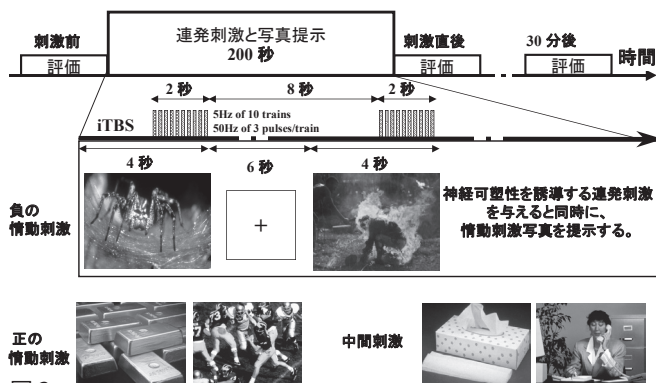 連発刺激と写真提示
200 秒
刺激前
刺激直後
30 分後
時間
評価
評価
評価
2 秒
8 秒
2 秒
iTBS
5Hz of 10 trains
50Hz of 3 pulses/train
4 秒
6 秒
4 秒
負の
情動刺激
+
神経可塑性を誘導する連発刺激
を与えると同時に、
情動刺激写真を提示する。
正の
情動刺激
中間刺激